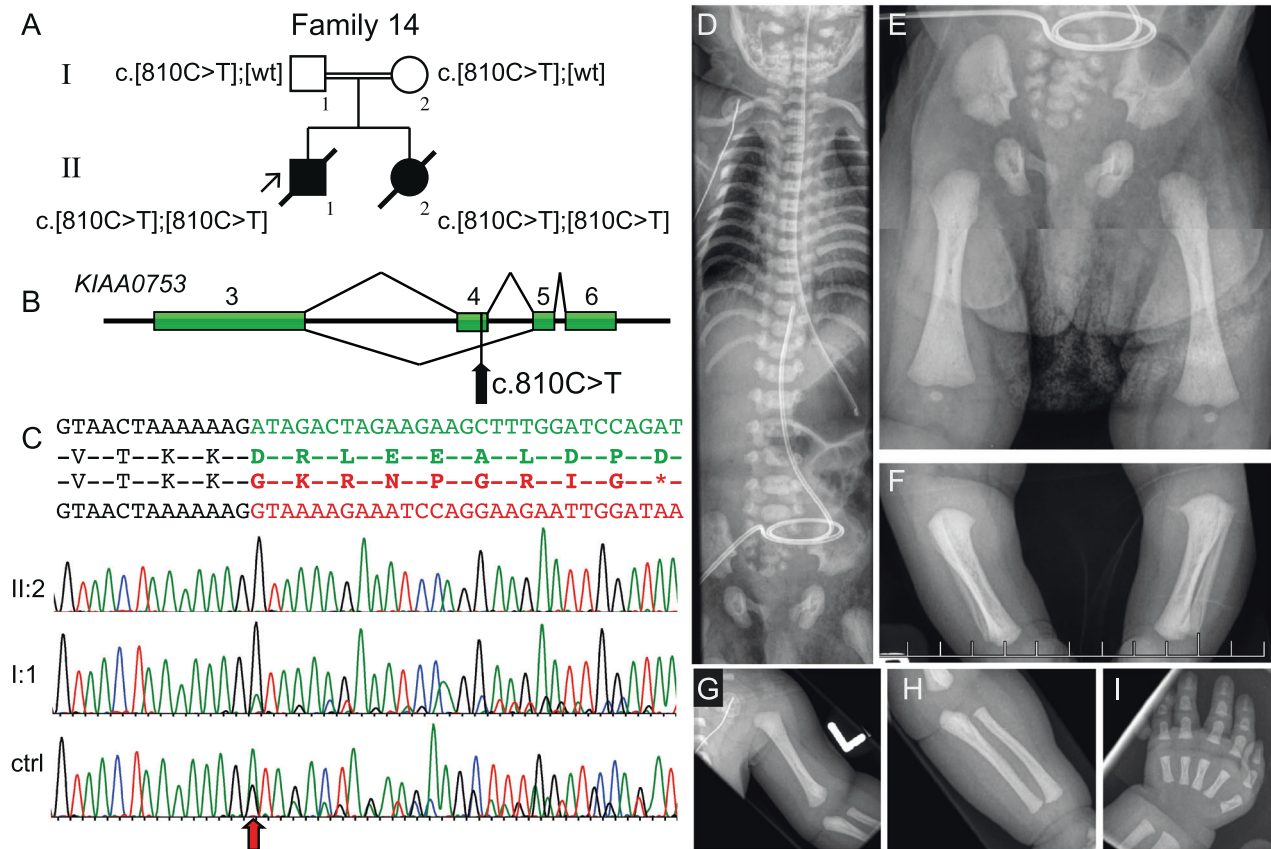 A
Family 14
I
c.[810C>T];[wt]
c.[810C>T];[wt]
1
2
II
1
2
c.[810C>T];[810C>T]
c.[810C>T];[810C>T]
B
KIAA0753
3
4
5
6
c.810C>T
C
GTAACTAAAAAAGATAGACTAGAAGAAGCTTTGGATCCAGAT
–V--T--K--K--D--R--L--E--E--A--L--D--P--D-
–V--T--K--K--G--K--R--N--P--G--R--I--G--*-
GTAACTAAAAAAGGTAAAAGAAATCCAGGAAGAATTGGATAA
II:2
I:1
ctrl
D
E
F
G
L
H
I